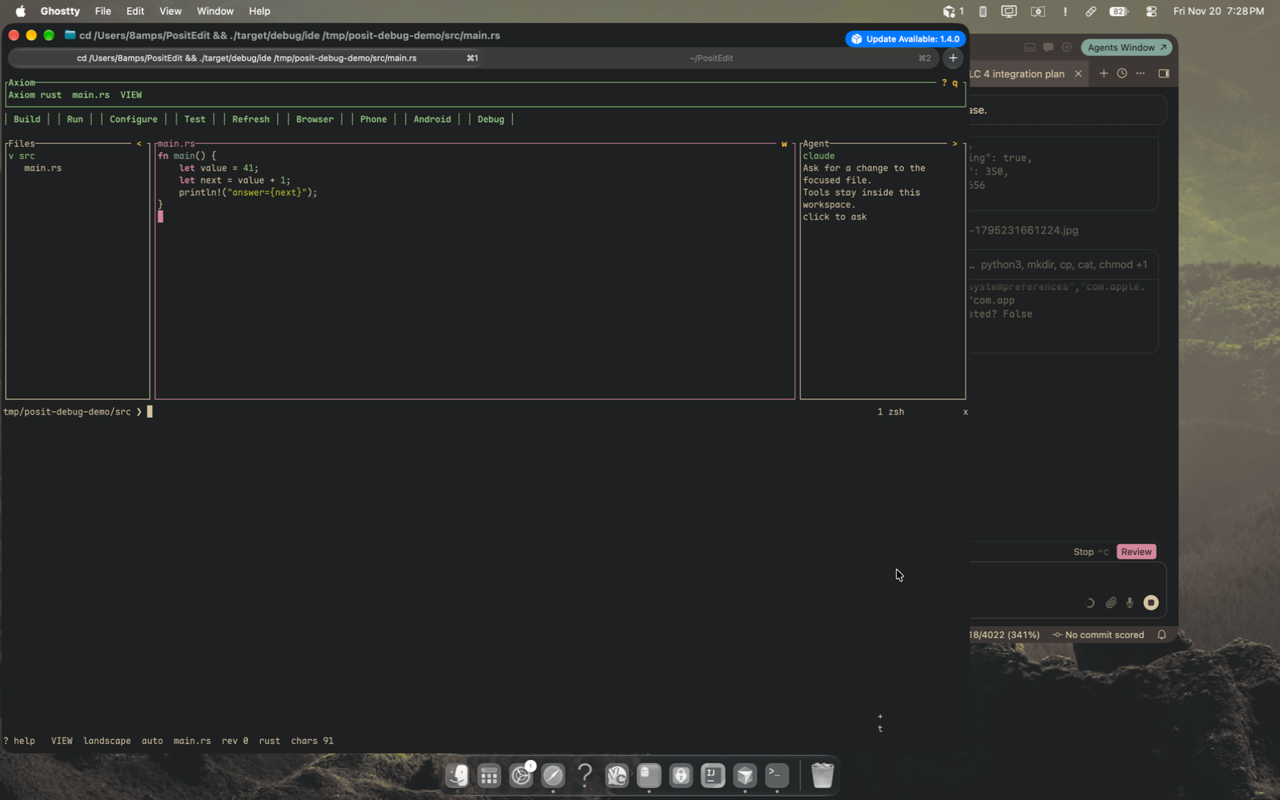 Ghostty File Edit View Window Help
1 ! 82 Fri Nov 20 7:28 PM
cd /Users/8amps/PositEdit && ./target/debug/ide /tmp/posit-debug-demo/src/main.rs
Update Available: 1.4.0
cd /Users/8amps/PositEdit && ./target/debug/ide /tmp/posit-debug-demo/src/main.rs ⌘1 ~/PositEdit ⌘2 +
Axiom ? q
Axiom rust main.rs VIEW
| Build | | Run | | Configure | | Test | | Refresh | | Browser | | Phone | | Android | | Debug |
Files <
v src
main.rs
main.rs w
fn main() {
    let value = 41;
    let next = value + 1;
    println!("answer={next}");
}
Agent >
claude
Ask for a change to the
focused file.
Tools stay inside this
workspace.
click to ask
tmp/posit-debug-demo/src ❯ 1 zsh x
+
t
? help VIEW landscape auto main.rs rev 0 rust chars 91
Agents Window ↗
LC 4 integration plan × + ...
ase.
,
ing": true,
": 350,
656
-1795231661224.jpg
... python3, mkdir, cp, cat, chmod +1
systempreferences","com.apple.
"com.app
sted? False
Stop ^C Review
18/4022 (341%) No commit scored
1
?
IJ
>_